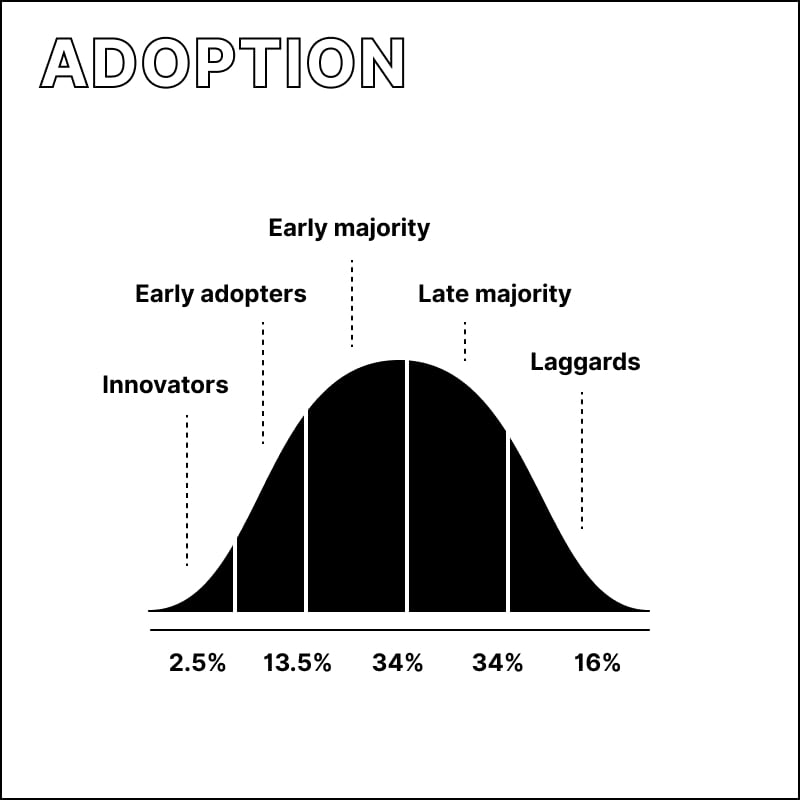 ADOPTION
Early majority
Early adopters
Late majority
Laggards
Innovators
2.5% 13.5% 34% 34% 16%